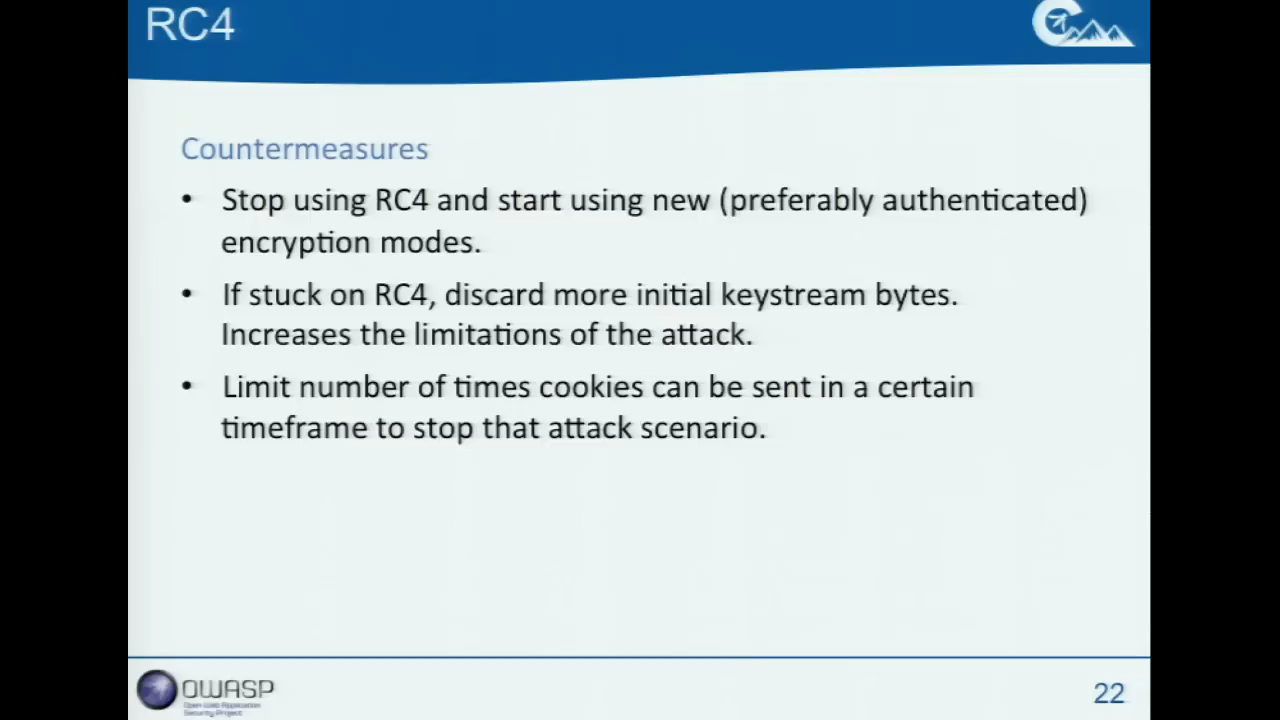 RC4
Countermeasures
• Stop using RC4 and start using new (preferably authenticated)
encryption modes.
• If stuck on RC4, discard more initial keystream bytes.
Increases the limitations of the attack.
• Limit number of times cookies can be sent in a certain
timeframe to stop that attack scenario.
OWASP
Open Web Application
Security Project
22